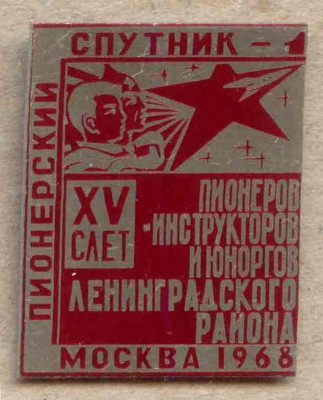 ПИОНЕРСКИЙ
СПУТНИК - 1
XV
СЛЕТ
ПИОНЕРОВ
-ИНСТРУКТОРОВ
И ЮНОРГОВ
ЛЕНИНГРАДСКОГО
РАЙОНА
МОСКВА 1968